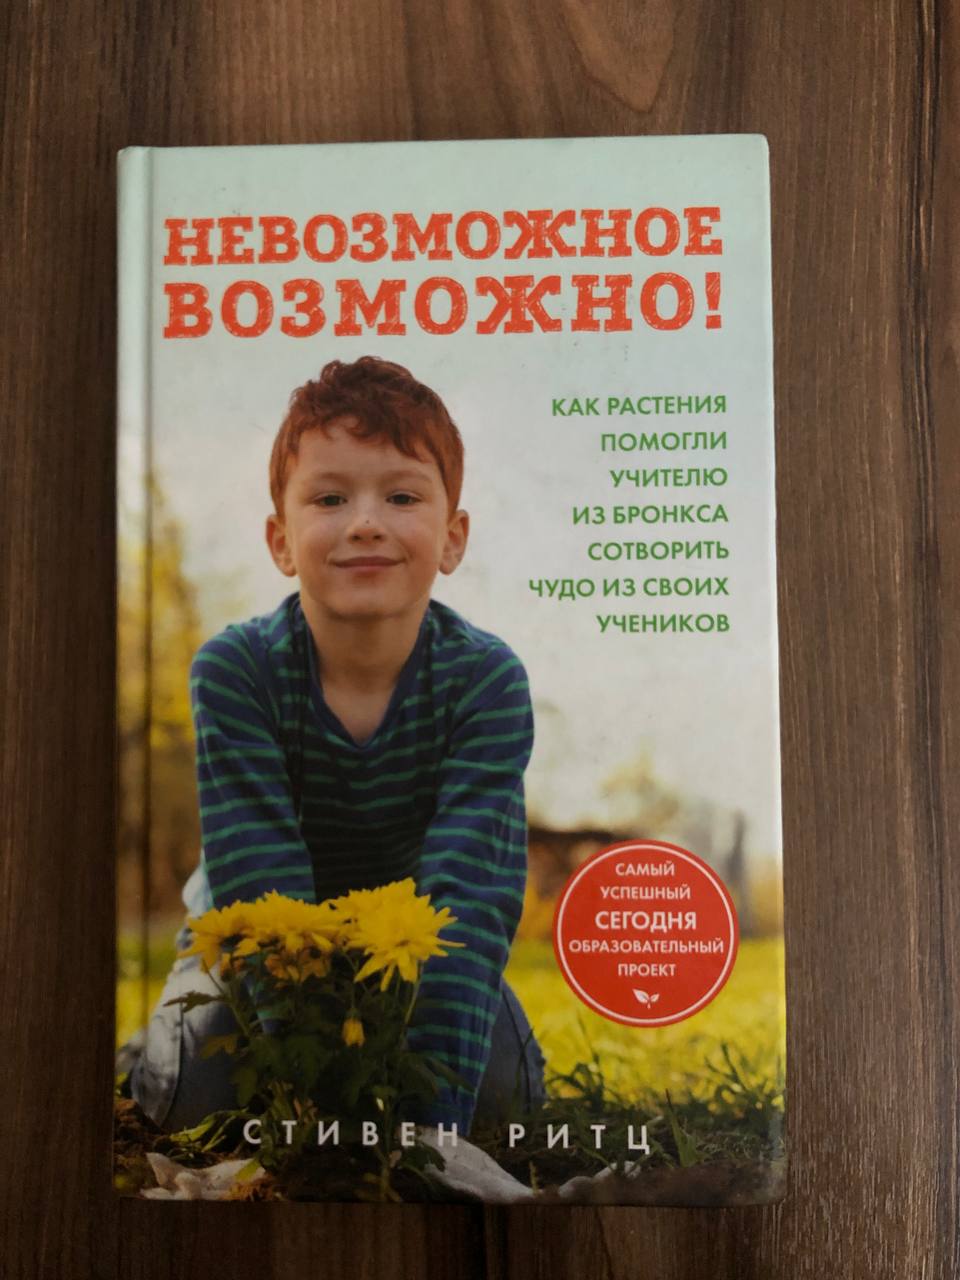 НЕВОЗМОЖНОЕ
ВОЗМОЖНО!
КАК РАСТЕНИЯ
ПОМОГЛИ
УЧИТЕЛЮ
ИЗ БРОНКСА
СОТВОРИТЬ
ЧУДО ИЗ СВОИХ
УЧЕНИКОВ
САМЫЙ
УСПЕШНЫЙ
СЕГОДНЯ
ОБРАЗОВАТЕЛЬНЫЙ
ПРОЕКТ
СТИВЕН РИТЦ